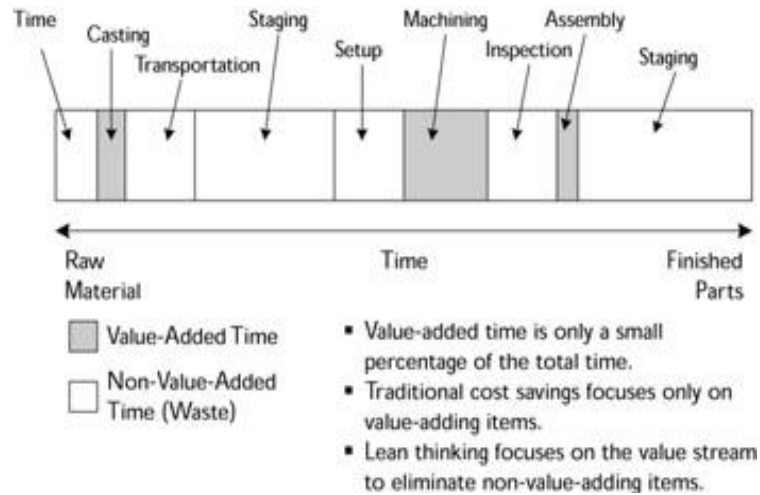 Time
Casting
Transportation
Staging
Setup
Machining
Inspection
Assembly
Staging
Raw
Material
Time
Finished
Parts
Value-Added Time
Non-Value-Added
Time (Waste)
▪ Value-added time is only a small
percentage of the total time.
▪ Traditional cost savings focuses only on
value-adding items.
▪ Lean thinking focuses on the value stream
to eliminate non-value-adding items.